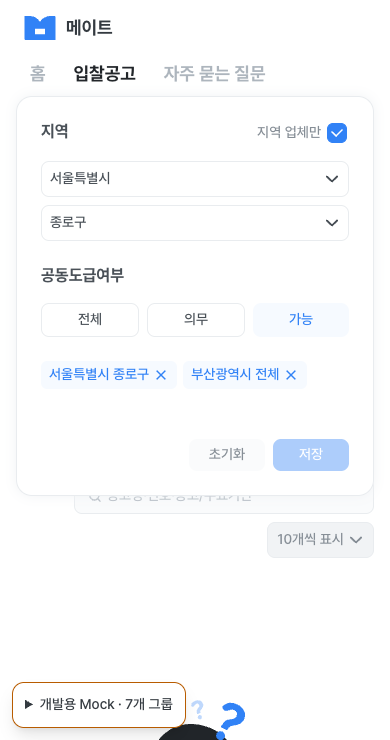 메이트
홈 입찰공고 자주 묻는 질문
지역
지역 업체만
서울특별시
종로구
공동도급여부
전체 의무 가능
서울특별시 종로구 부산광역시 전체
초기화 저장
10개씩 표시
개발용 Mock · 7개 그룹
? ?